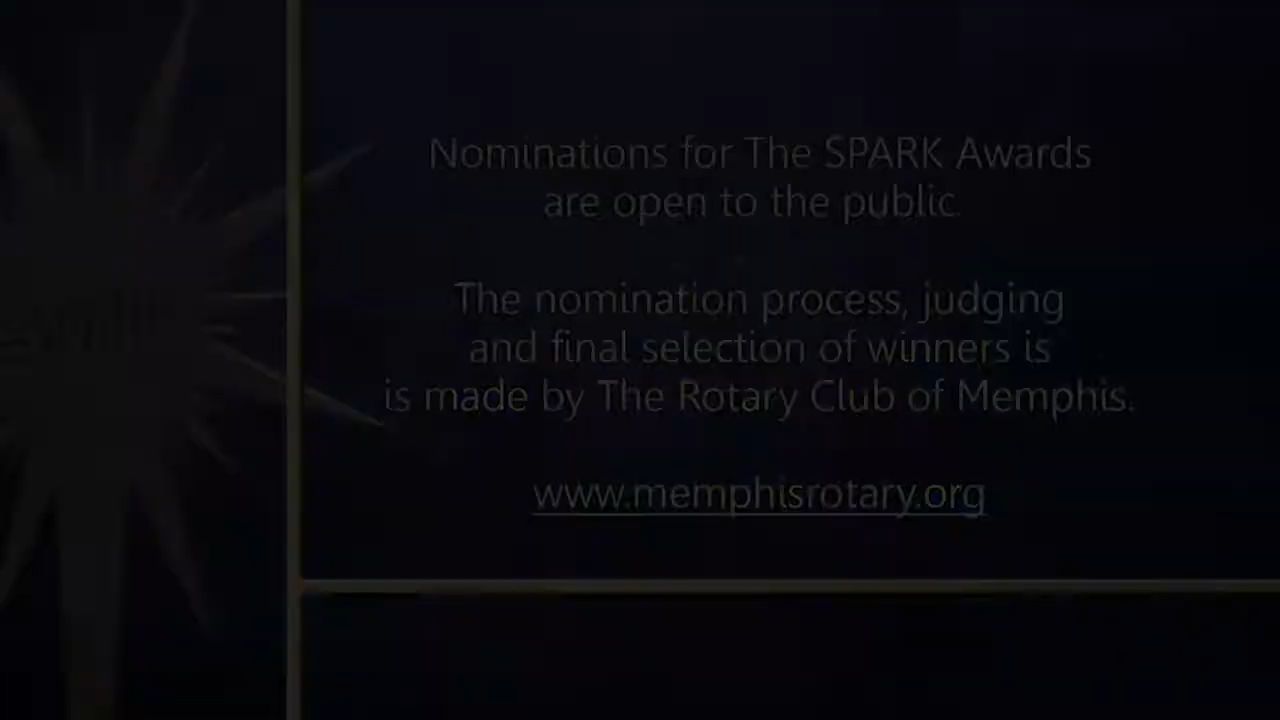 Nominations for The SPARK Awards
are open to the public.
The nomination process, judging
and final selection of winners is
is made by The Rotary Club of Memphis.
www.memphisrotary.org